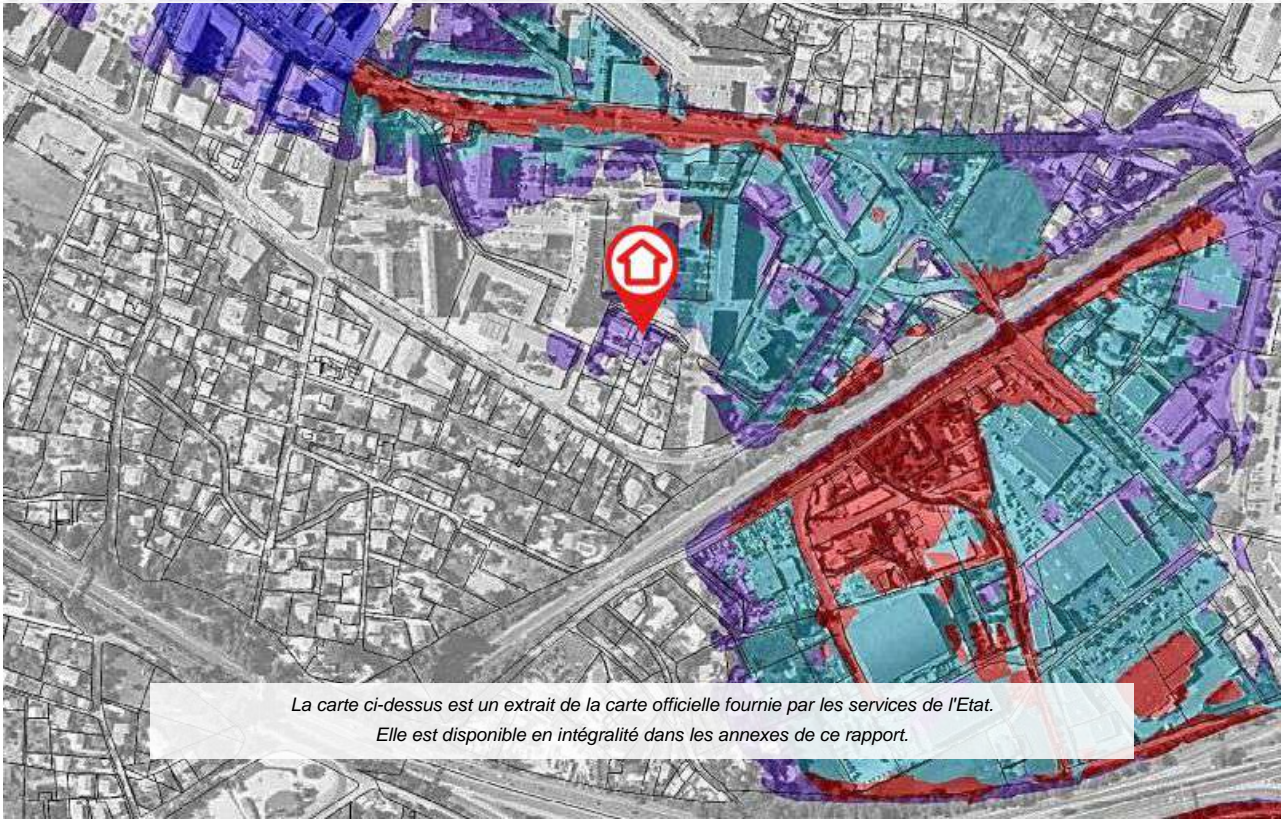 La carte ci-dessus est un extrait de la carte officielle fournie par les services de l'Etat.
Elle est disponible en intégralité dans les annexes de ce rapport.